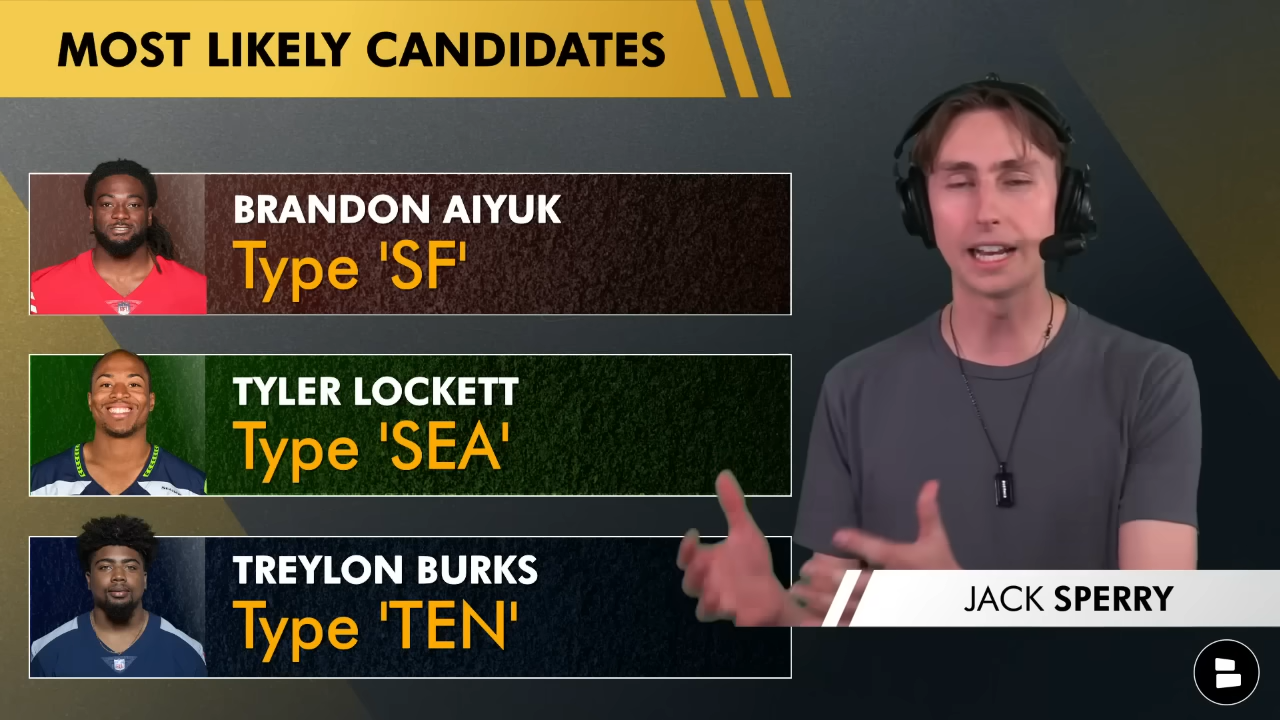 MOST LIKELY CANDIDATES
BRANDON AIYUK
Type 'SF'
TYLER LOCKETT
Type 'SEA'
TREYLON BURKS
Type 'TEN'
JACK SPERRY